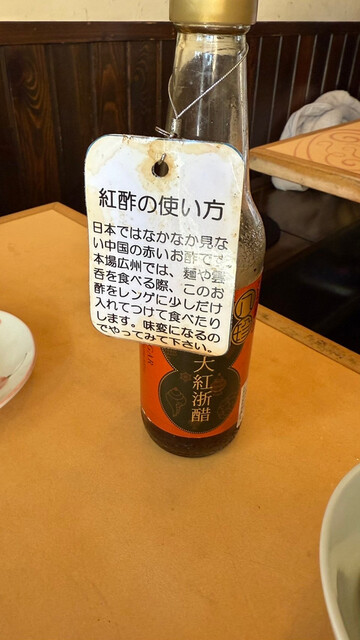 紅酢の使い方
日本ではなかなか見な
い中国の赤いお酢です
本場広州では、麺や雲
呑を食べる際、このお
酢をレンゲに少しだけ
入れてつけて食べたり
します。味変になるの
でやってみて下さい。
大紅浙醋